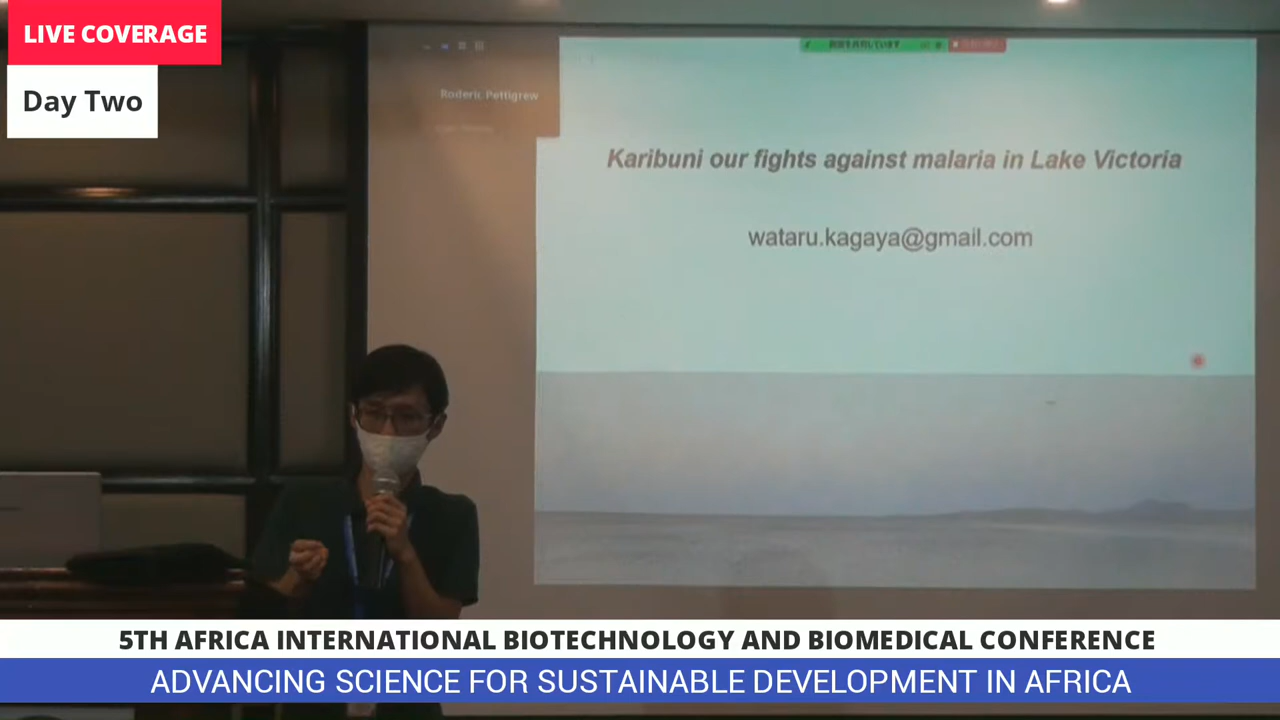 LIVE COVERAGE
Day Two
Roderic Pettigrew
Karibuni our fights against malaria in Lake Victoria
wataru.kagaya@gmail.com
5TH AFRICA INTERNATIONAL BIOTECHNOLOGY AND BIOMEDICAL CONFERENCE
ADVANCING SCIENCE FOR SUSTAINABLE DEVELOPMENT IN AFRICA